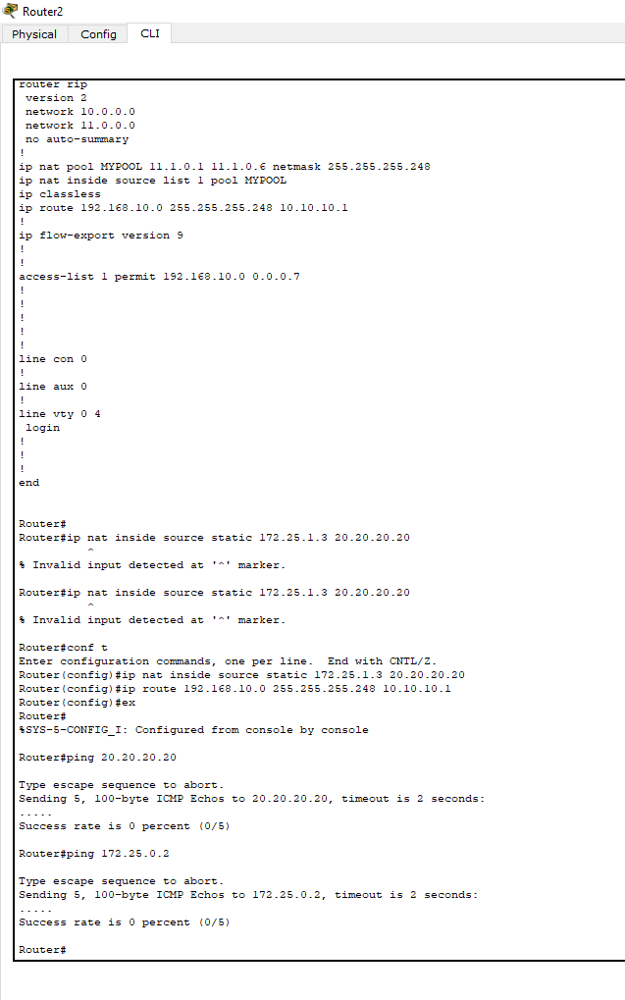 Router2
Physical Config CLI
router rip
version 2
network 10.0.0.0
network 11.0.0.0
no auto-summary
!
ip nat pool MYPOOL 11.1.0.1 11.1.0.6 netmask 255.255.255.248
ip nat inside source list 1 pool MYPOOL
ip classless
ip route 192.168.10.0 255.255.255.248 10.10.10.1
!
ip flow-export version 9
!
!
access-list 1 permit 192.168.10.0 0.0.0.7
!
!
!
!
!
line con 0
!
line aux 0
!
line vty 0 4
login
!
!
!
end
Router#
Router#ip nat inside source static 172.25.1.3 20.20.20.20
^
% Invalid input detected at '^' marker.
Router#ip nat inside source static 172.25.1.3 20.20.20.20
^
% Invalid input detected at '^' marker.
Router#conf t
Enter configuration commands, one per line. End with CNTL/Z.
Router(config)#ip nat inside source static 172.25.1.3 20.20.20.20
Router(config)#ip route 192.168.10.0 255.255.255.248 10.10.10.1
Router(config)#ex
Router#
%SYS-5-CONFIG_I: Configured from console by console
Router#ping 20.20.20.20
Type escape sequence to abort.
Sending 5, 100-byte ICMP Echos to 20.20.20.20, timeout is 2 seconds:
.....
Success rate is 0 percent (0/5)
Router#ping 172.25.0.2
Type escape sequence to abort.
Sending 5, 100-byte ICMP Echos to 172.25.0.2, timeout is 2 seconds:
.....
Success rate is 0 percent (0/5)
Router#